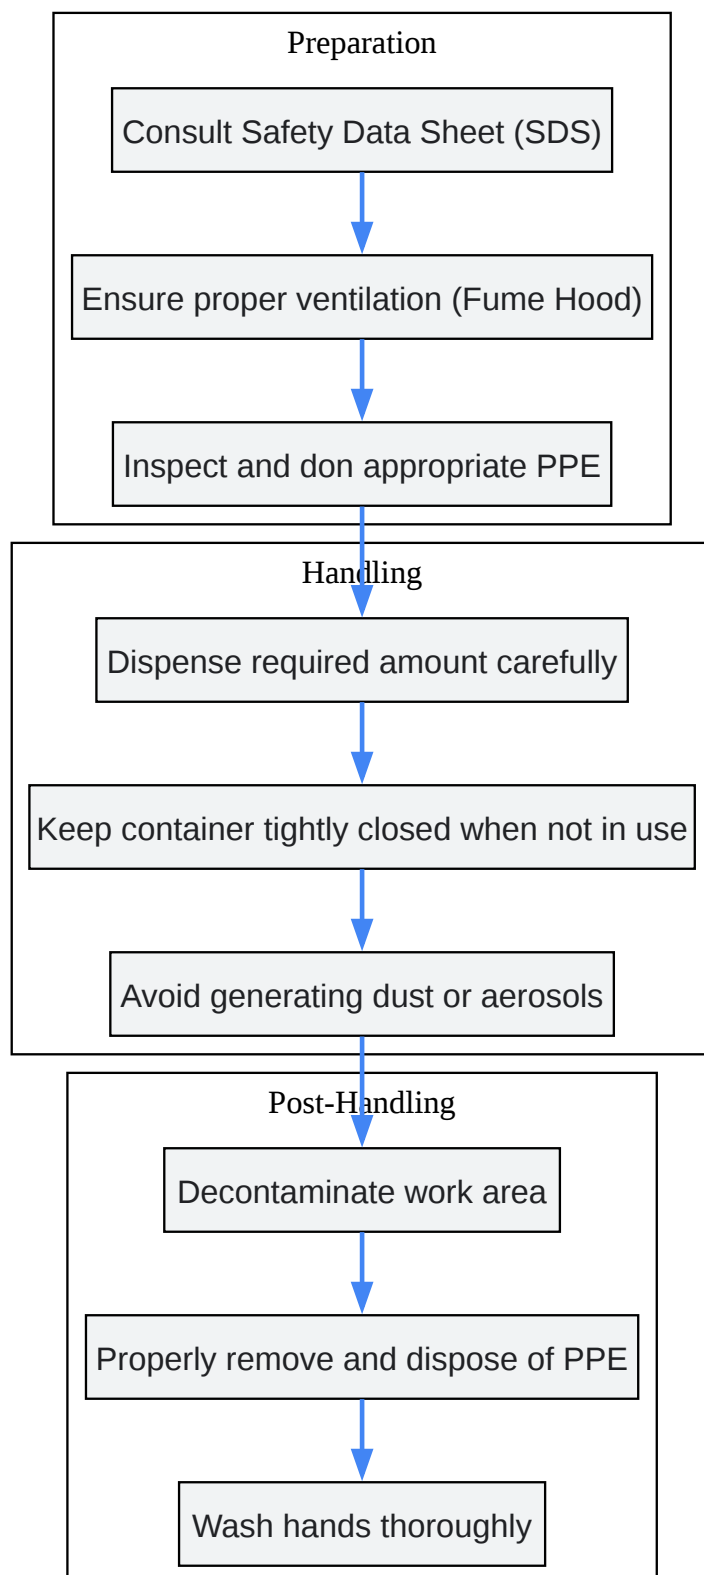 Preparation
Consult Safety Data Sheet (SDS)
Ensure proper ventilation (Fume Hood)
Inspect and don appropriate PPE
Handling
Dispense required amount carefully
Keep container tightly closed when not in use
Avoid generating dust or aerosols
Post-Handling
Decontaminate work area
Properly remove and dispose of PPE
Wash hands thoroughly